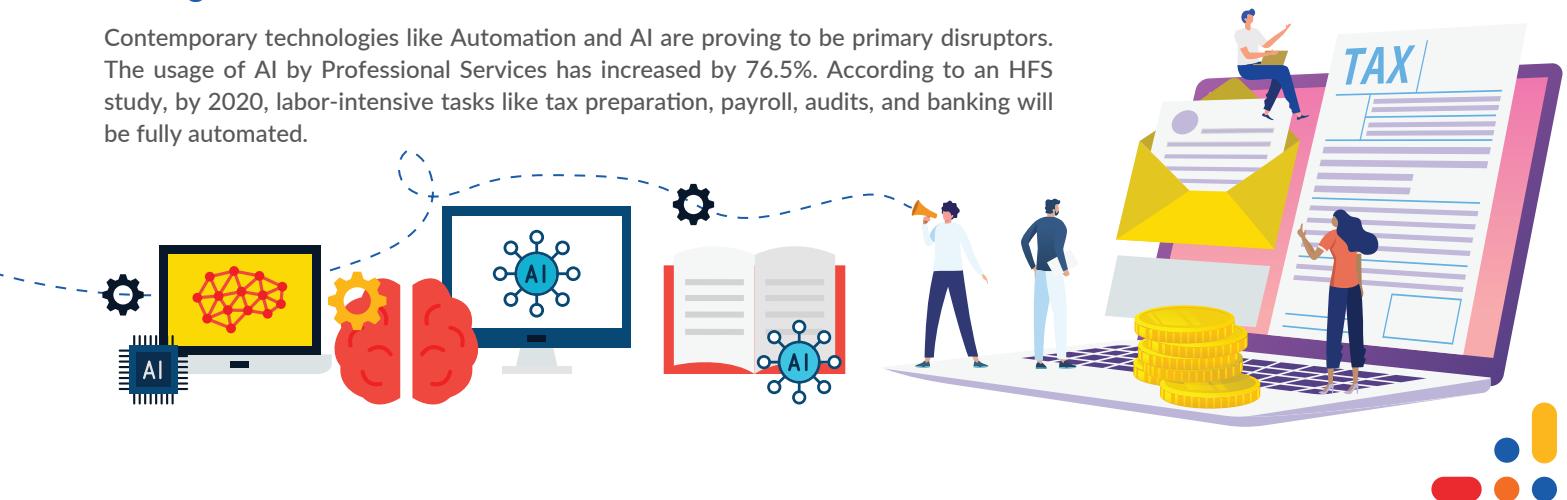 Contemporary technologies like Automation and AI are proving to be primary disruptors.
The usage of AI by Professional Services has increased by 76.5%. According to an HFS
study, by 2020, labor-intensive tasks like tax preparation, payroll, audits, and banking will
be fully automated.
TAX
AI
AI
AI